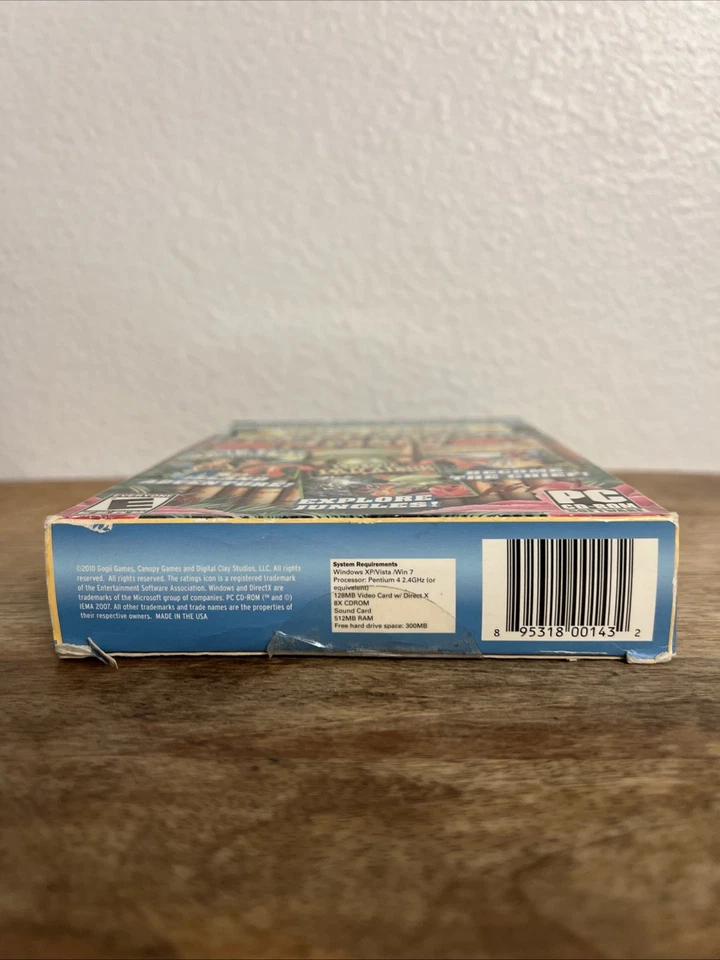 EXPLORE
JUNGLES!
E
PC
CD-ROM
©2010 Gogii Games, Canopy Games and Digital Clay Studios, LLC. All rights
reserved. All rights reserved. The ratings icon is a registered trademark
of the Entertainment Software Association. Windows and DirectX are
trademarks of the Microsoft group of companies. PC CD-ROM (™ and ©)
IEMA 2007. All other trademarks and trade names are the properties of
their respective owners. MADE IN THE USA
System Requirements
Windows XP/Vista /Win 7
Processor: Pentium 4 2.4GHz (or
equivelent)
128MB Video Card w/ Direct X
8X CDROM
Sound Card
512MB RAM
Free hard drive space: 300MB
8 95318 00143 2